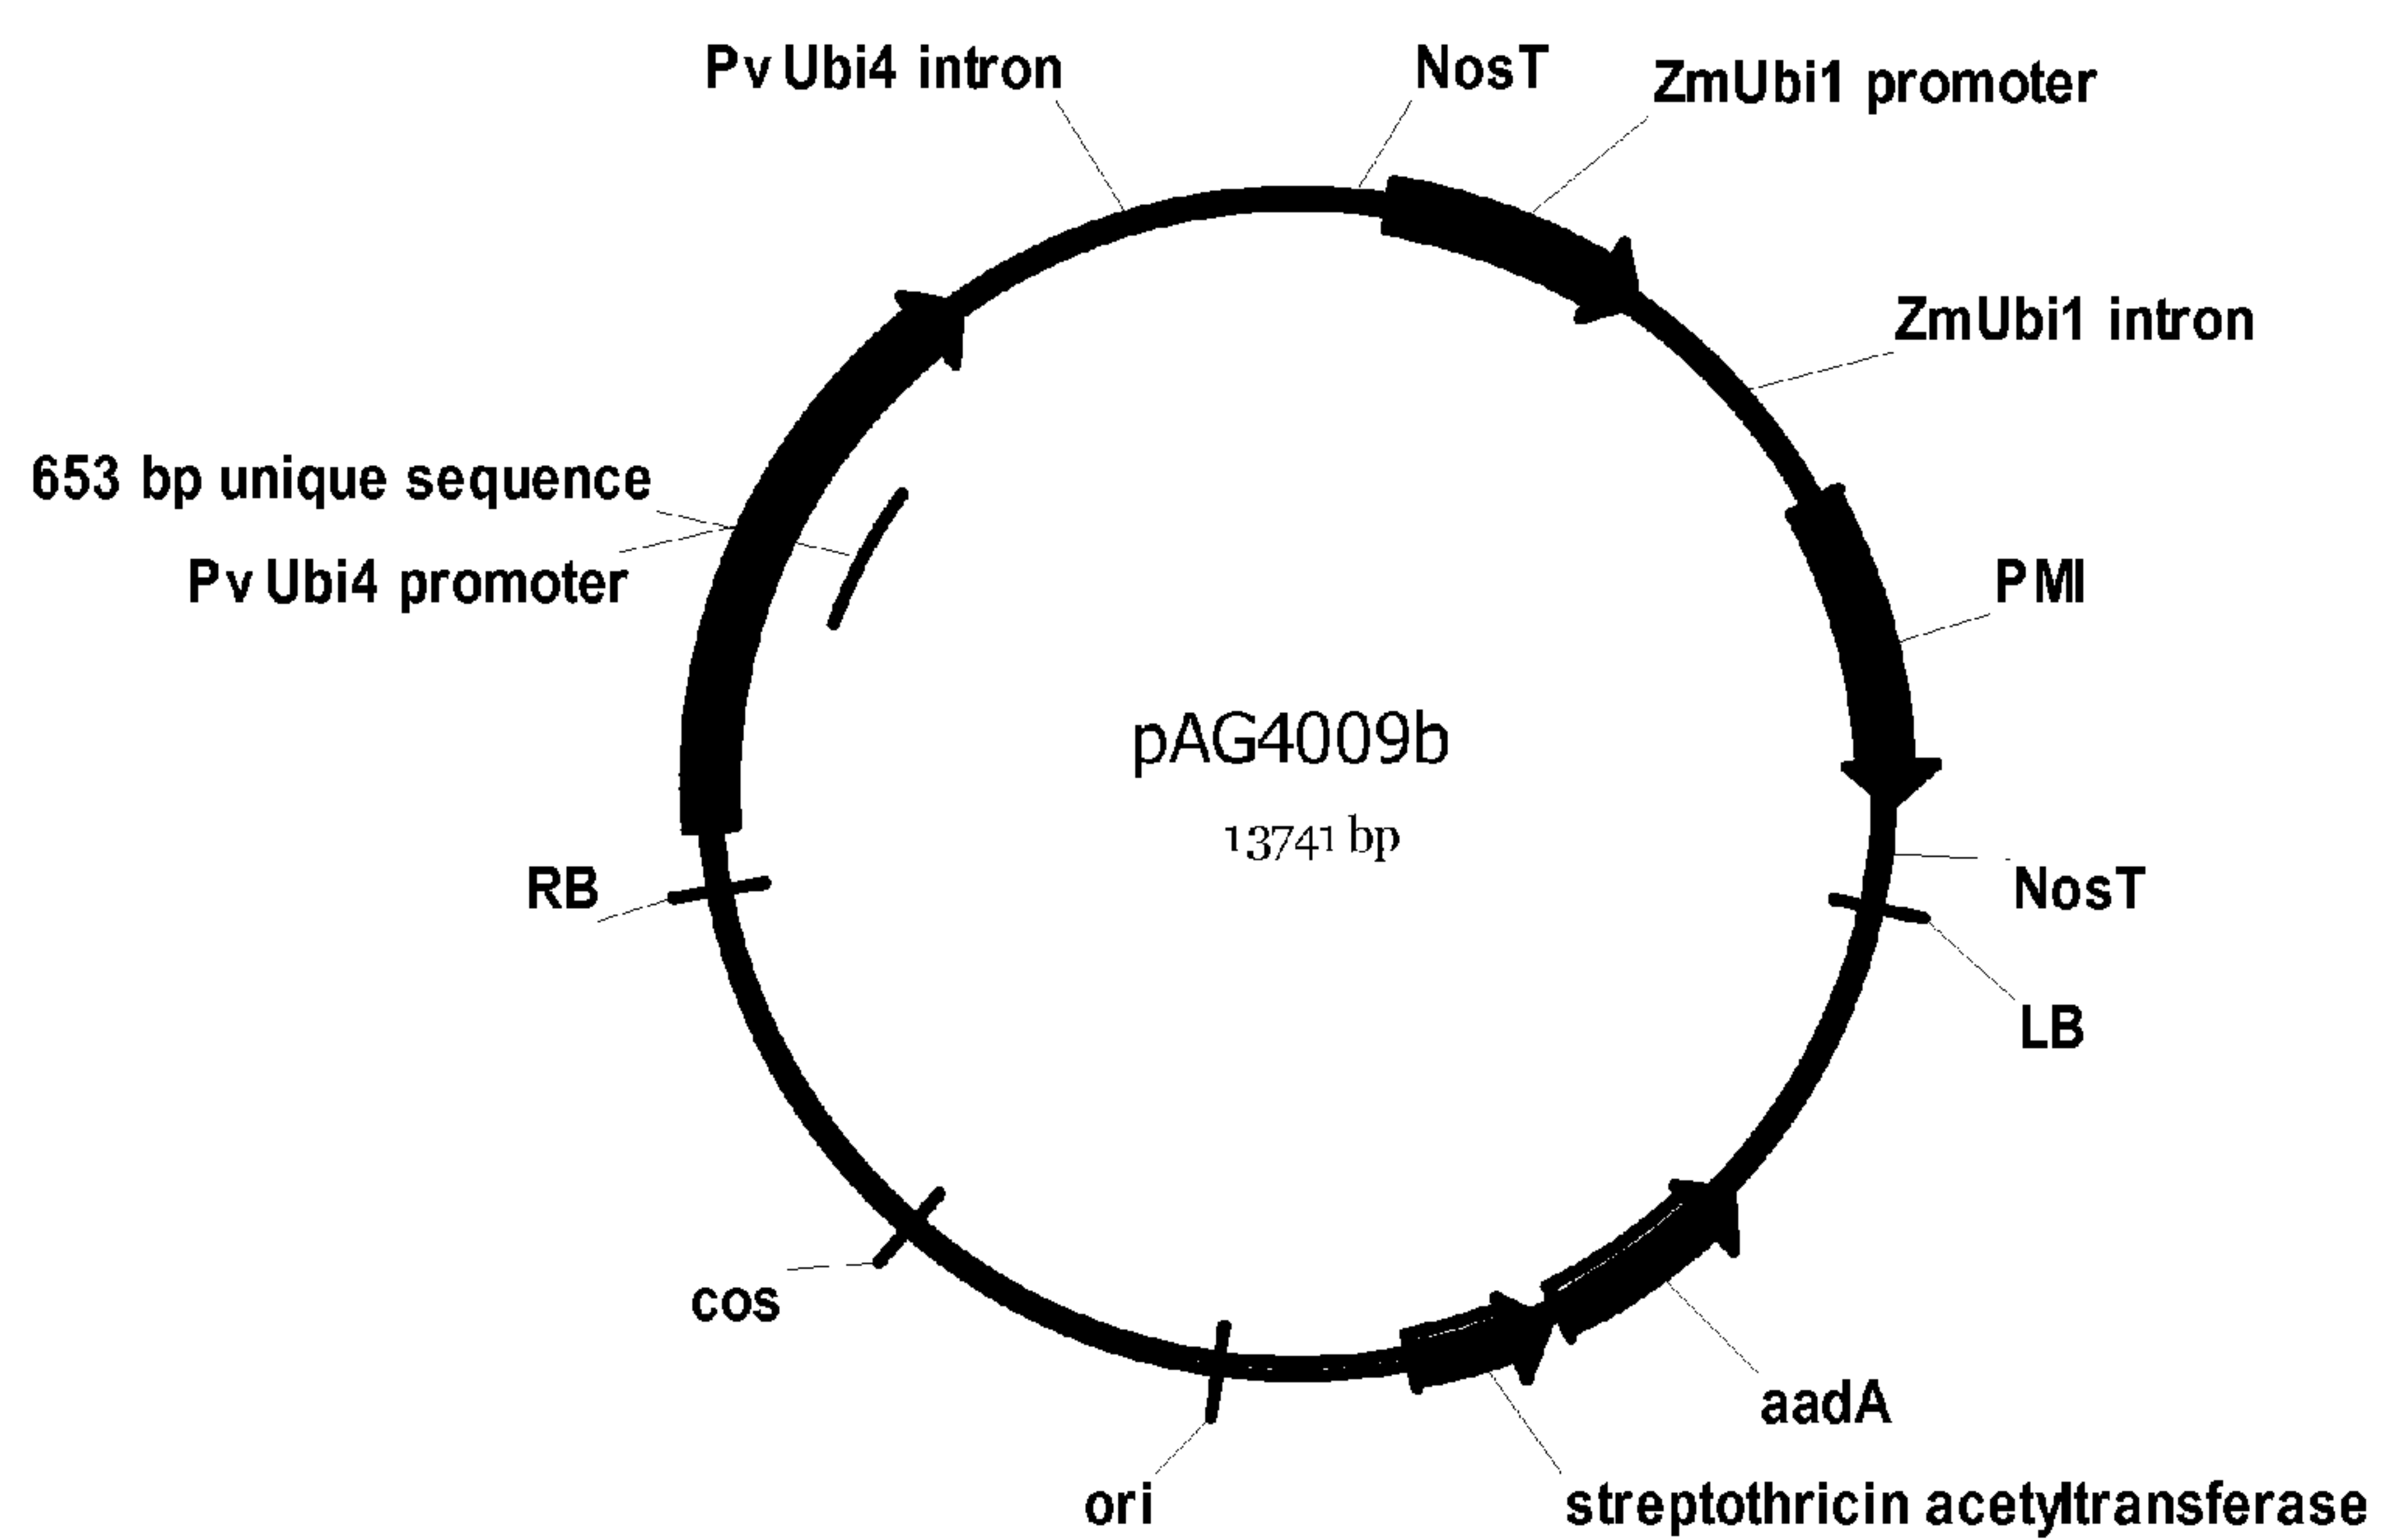 Pv Ubi4 intron
NosT
ZmUbi1 promoter
ZmUbi1 intron
653 bp unique sequence
Pv Ubi4 promoter
PMI
pAG4009b
13741 bp
RB
NosT
LB
cos
aadA
ori
streptothricin acetyltransferase